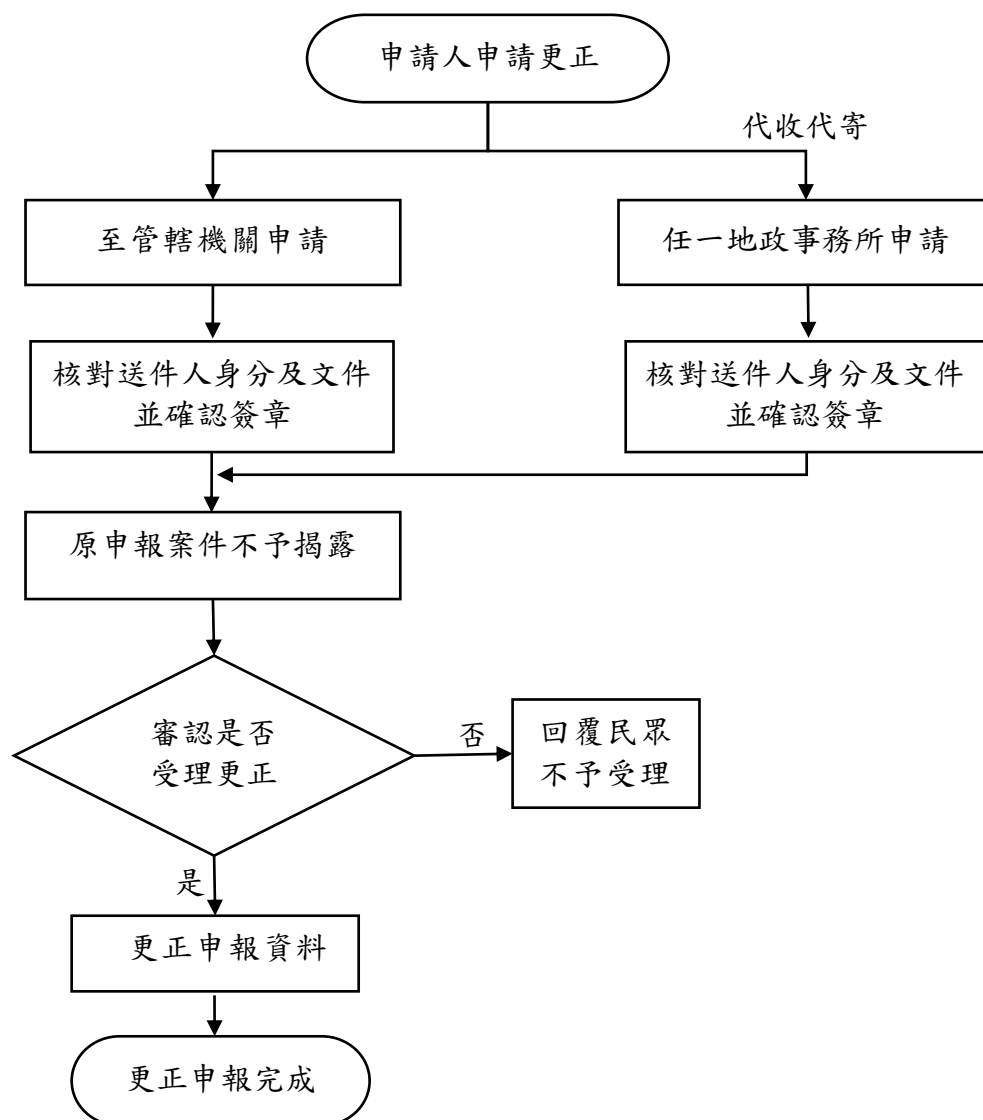 申請人申請更正
代收代寄
至管轄機關申請
任一地政事務所申請
核對送件人身分及文件
並確認簽章
核對送件人身分及文件
並確認簽章
原申報案件不予揭露
審認是否
受理更正
否
回覆民眾
不予受理
是
更正申報資料
更正申報完成